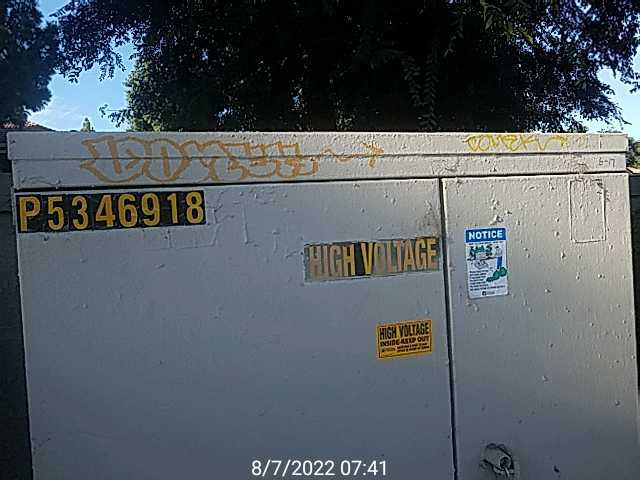 P5346918
HIGH VOLTAGE
NOTICE
HIGH VOLTAGE
INSIDE-KEEP OUT
8/7/2022 07:41